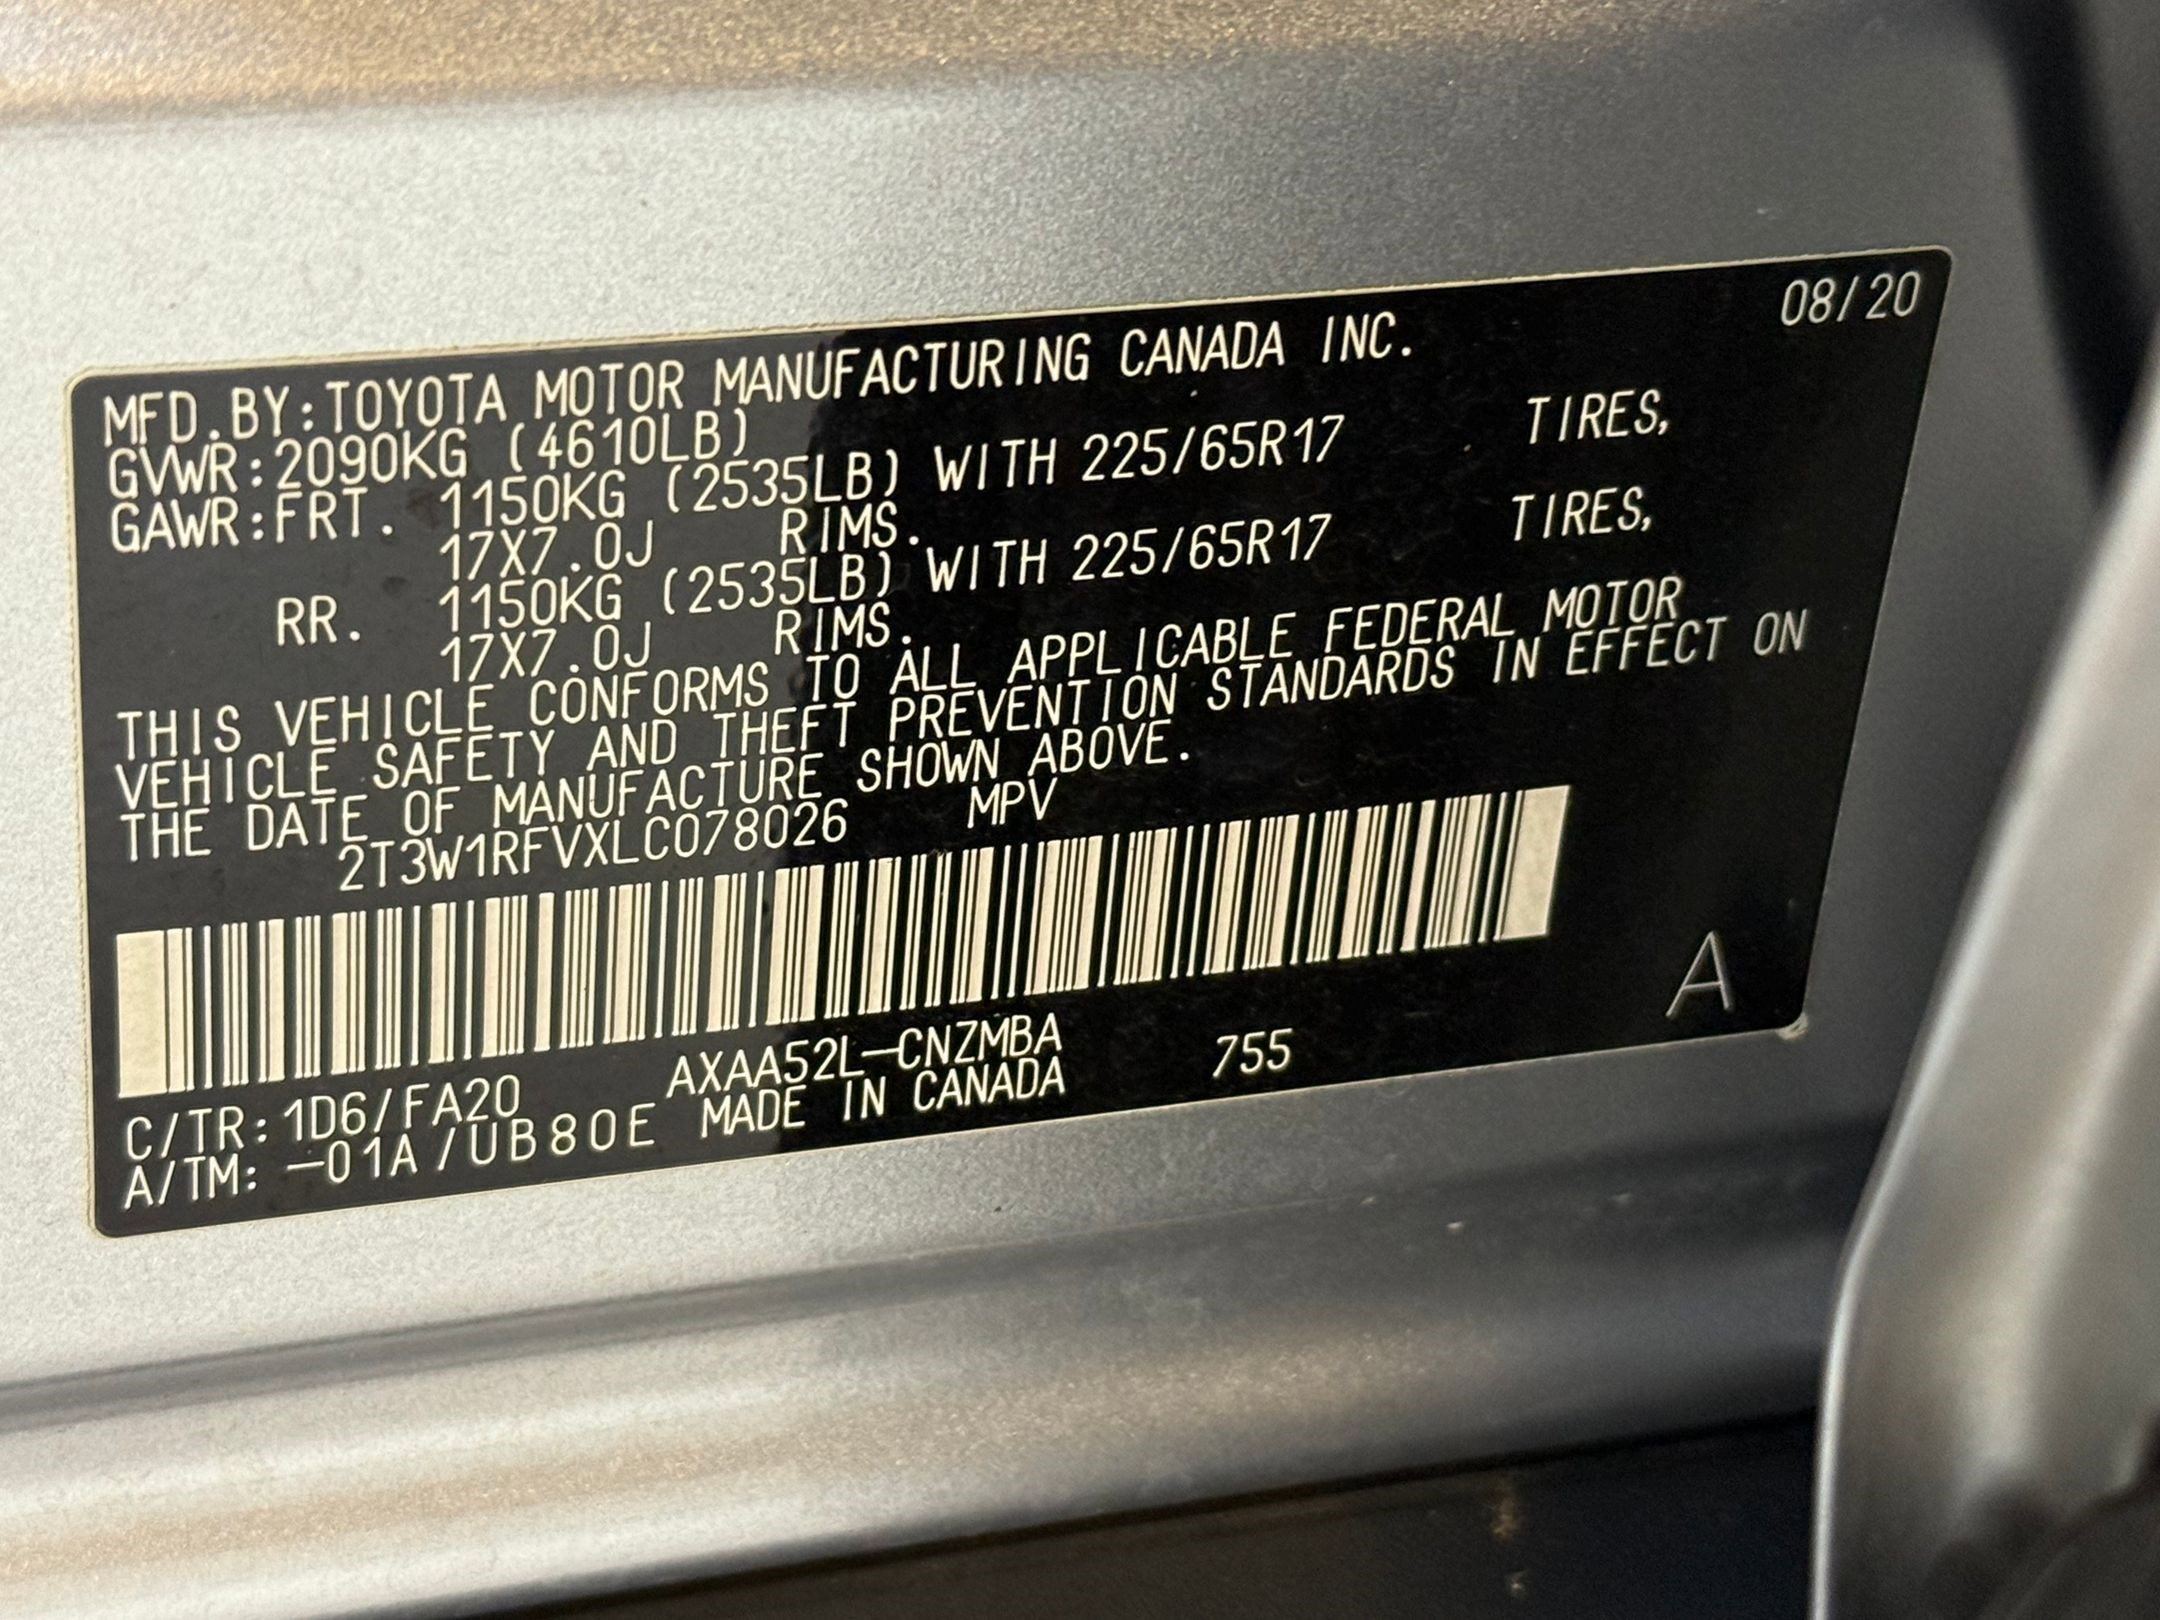 08/20
MFD.BY:TOYOTA MOTOR MANUFACTURING CANADA INC.
GVWR:2090KG (4610LB)
GAWR:FRT. 1150KG (2535LB) WITH 225/65R17 TIRES,
17X7.0J RIMS.
RR. 1150KG (2535LB) WITH 225/65R17 TIRES,
17X7.0J RIMS.
THIS VEHICLE CONFORMS TO ALL APPLICABLE FEDERAL MOTOR
VEHICLE SAFETY AND THEFT PREVENTION STANDARDS IN EFFECT ON
THE DATE OF MANUFACTURE SHOWN ABOVE.
2T3W1RFVXLC078026 MPV
A
C/TR:1D6/FA20 AXAA52L-CNZMBA 755
A/TM:-01A/UB80E MADE IN CANADA